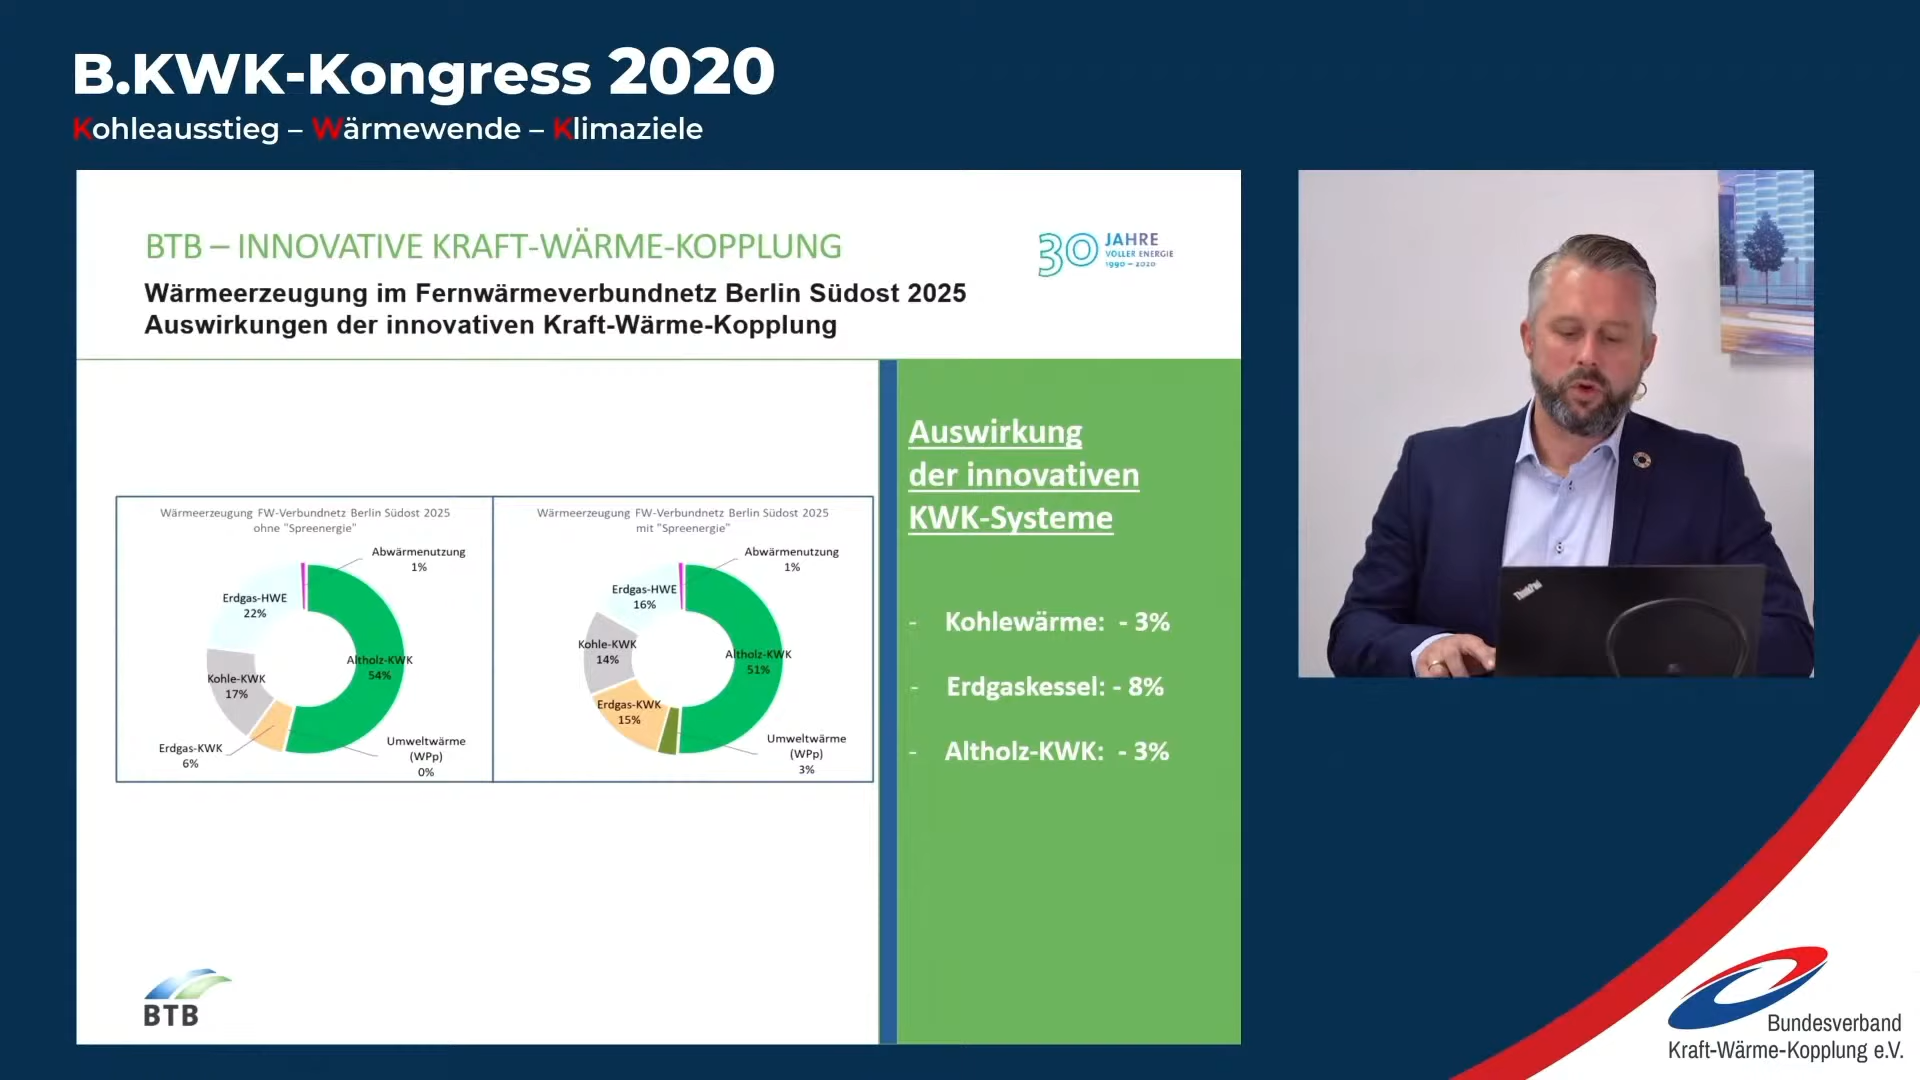 B.KWK-Kongress 2020
Kohleausstieg – Wärmewende – Klimaziele
BTB – INNOVATIVE KRAFT-WÄRME-KOPPLUNG
30 JAHRE
VOLLER ENERGIE
1990 – 2020
Wärmeerzeugung im Fernwärmeverbundnetz Berlin Südost 2025
Auswirkungen der innovativen Kraft-Wärme-Kopplung
Wärmeerzeugung FW-Verbundnetz Berlin Südost 2025
ohne "Spreenergie"
Abwärmenutzung
1%
Erdgas-HWE
22%
Altholz-KWK
54%
Kohle-KWK
17%
Erdgas-KWK
6%
Umweltwärme
(WPp)
0%
Wärmeerzeugung FW-Verbundnetz Berlin Südost 2025
mit "Spreenergie"
Abwärmenutzung
1%
Erdgas-HWE
16%
Kohle-KWK
14%
Altholz-KWK
51%
Erdgas-KWK
15%
Umweltwärme
(WPp)
3%
Auswirkung
der innovativen
KWK-Systeme
- Kohlewärme: - 3%
- Erdgaskessel: - 8%
- Altholz-KWK: - 3%
BTB
ThinkPad
Bundesverband
Kraft-Wärme-Kopplung e.V.